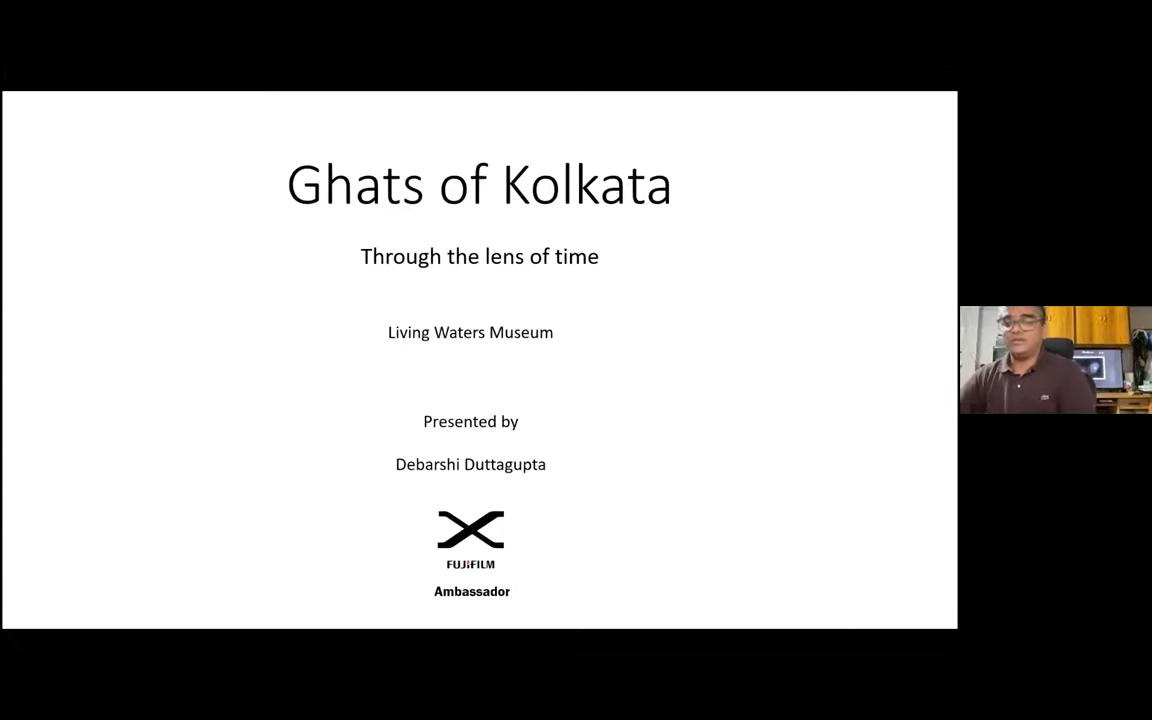 Ghats of Kolkata
Through the lens of time
Living Waters Museum
Presented by
Debarshi Duttagupta
FUJIFILM
Ambassador